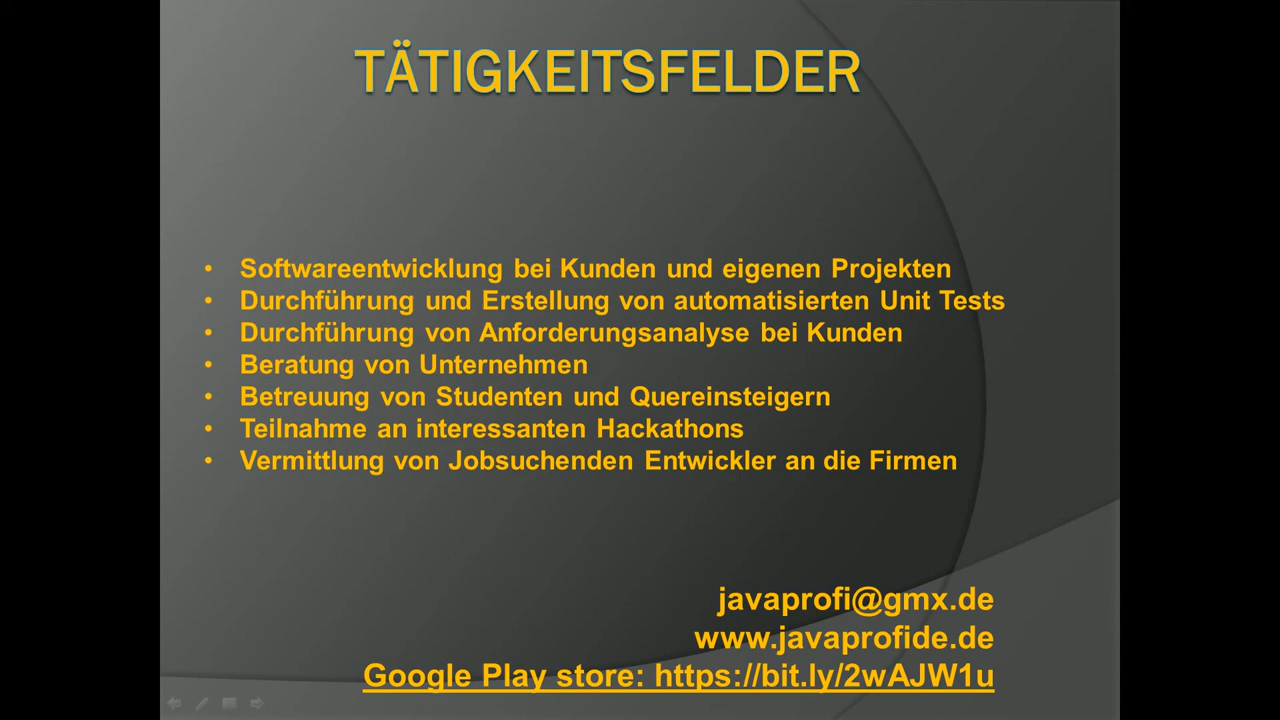 TÄTIGKEITSFELDER
• Softwareentwicklung bei Kunden und eigenen Projekten
• Durchführung und Erstellung von automatisierten Unit Tests
• Durchführung von Anforderungsanalyse bei Kunden
• Beratung von Unternehmen
• Betreuung von Studenten und Quereinsteigern
• Teilnahme an interessanten Hackathons
• Vermittlung von Jobsuchenden Entwickler an die Firmen
javaprofi@gmx.de
www.javaprofide.de
Google Play store: https://bit.ly/2wAJW1u